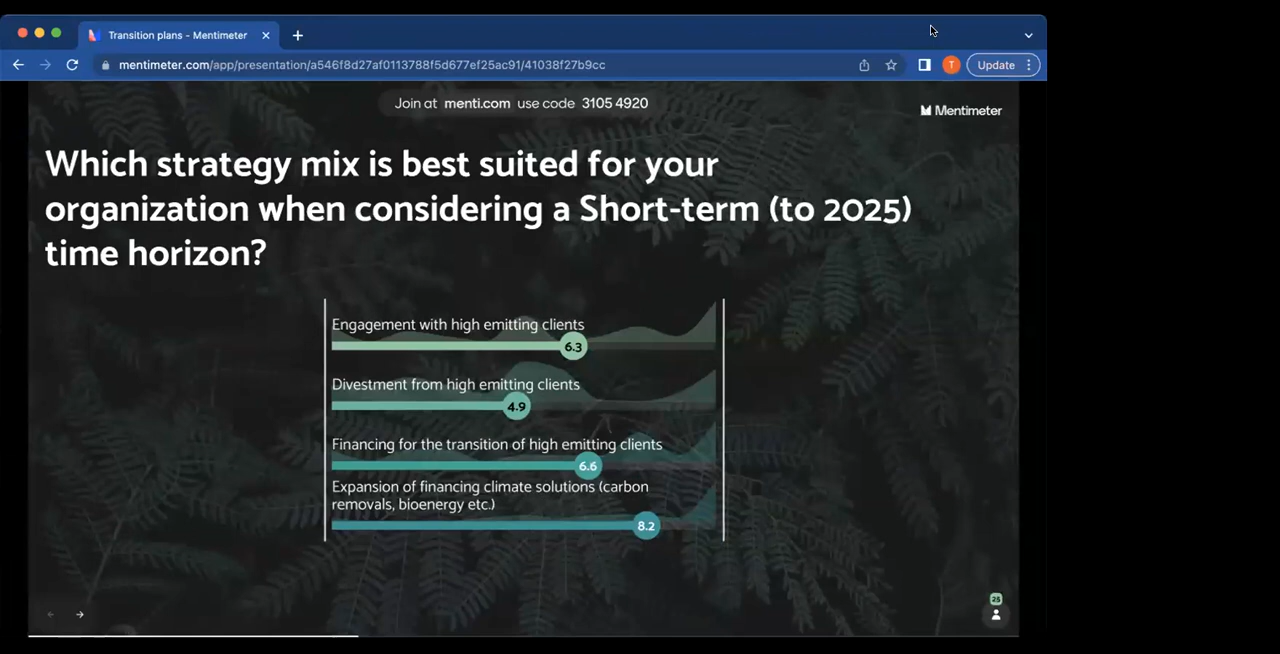 Transition plans - Mentimeter
mentimeter.com/app/presentation/a546f8d27af0113788f5d677ef25ac91/41038f27b9cc
T
Update
Join at menti.com use code 3105 4920
Mentimeter
Which strategy mix is best suited for your
organization when considering a Short-term (to 2025)
time horizon?
Engagement with high emitting clients
6.3
Divestment from high emitting clients
4.9
Financing for the transition of high emitting clients
6.6
Expansion of financing climate solutions (carbon
removals, bioenergy etc.)
8.2